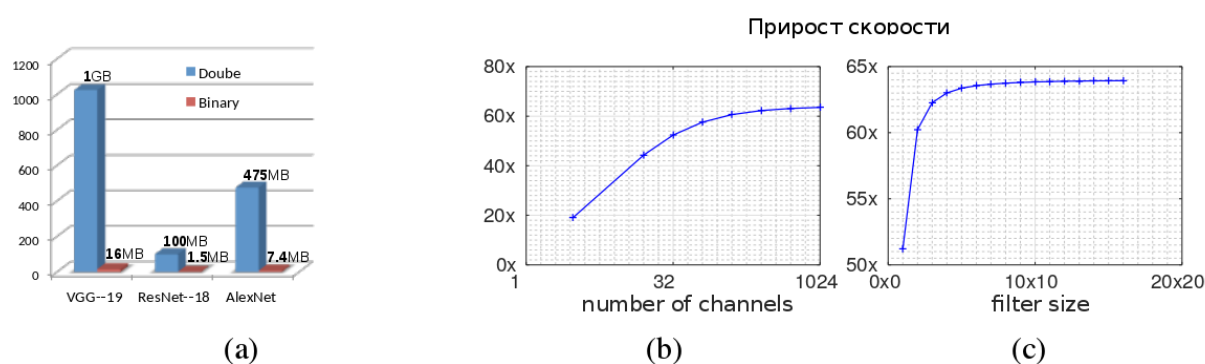 Прирост скорости
1200
1000
800
600
400
200
0
1GB
Doube
Binary
16MB
100MB
1.5MB
475MB
7.4MB
VGG--19 ResNet--18 AlexNet
(a)
80x
60x
40x
20x
0x
1 32 1024
number of channels
(b)
65x
60x
55x
50x
0x0 10x10 20x20
filter size
(c)